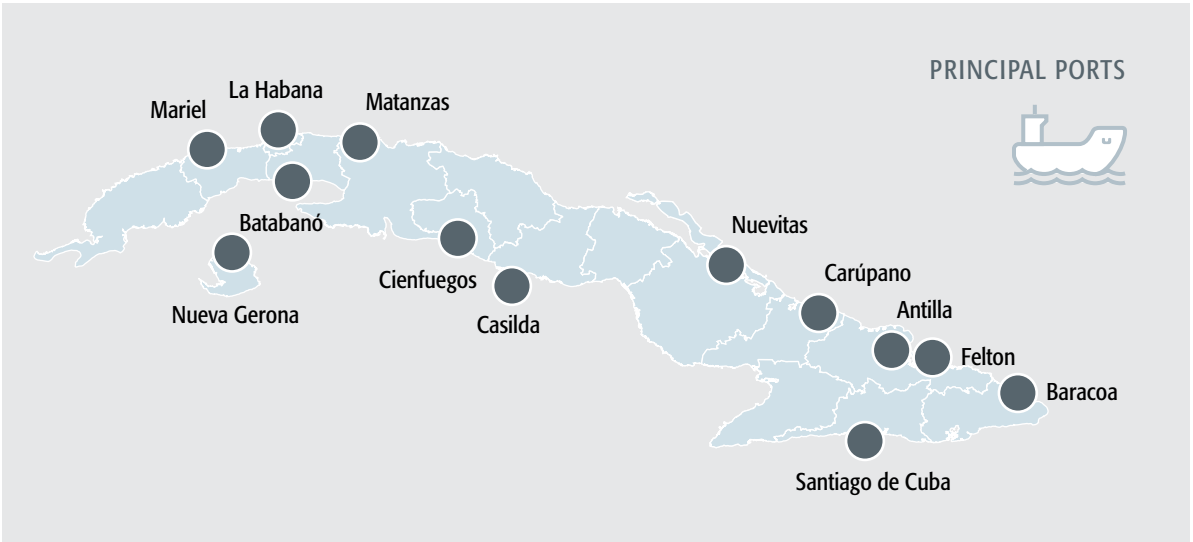 PRINCIPAL PORTS
La Habana
Mariel
Matanzas
Batabanó
Nueva Gerona
Cienfuegos
Casilda
Nuevitas
Carúpano
Antilla
Felton
Baracoa
Santiago de Cuba